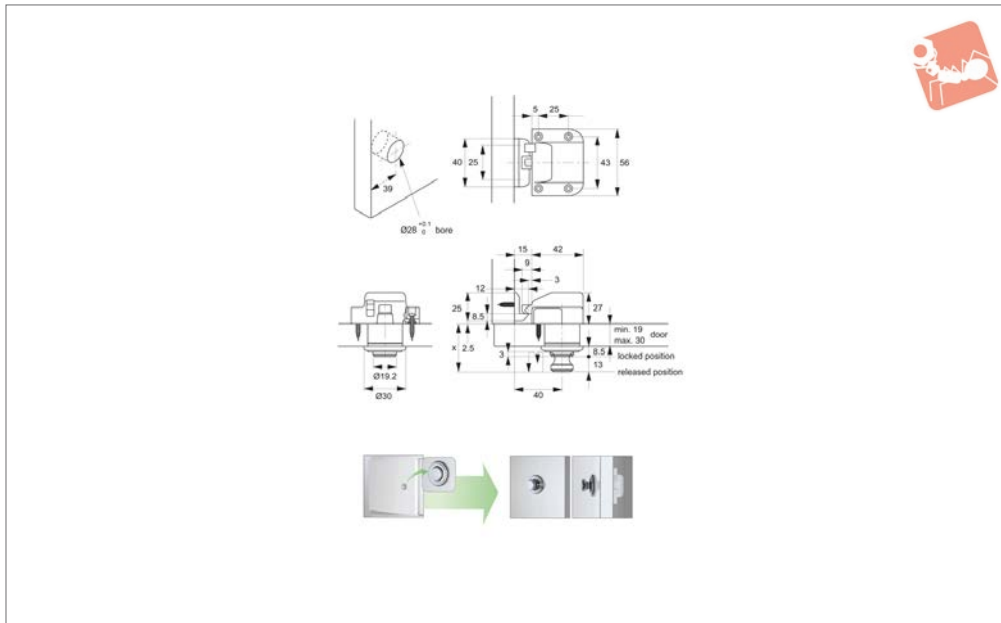 5 25
40 25 43 56
39
Ø28 +0.1 0 bore
15 42
9
3
12
25 8.5 27
min. 19 door
max. 30
x 2.5 8.5
3 locked position
13
released position
Ø19.2
Ø30
40